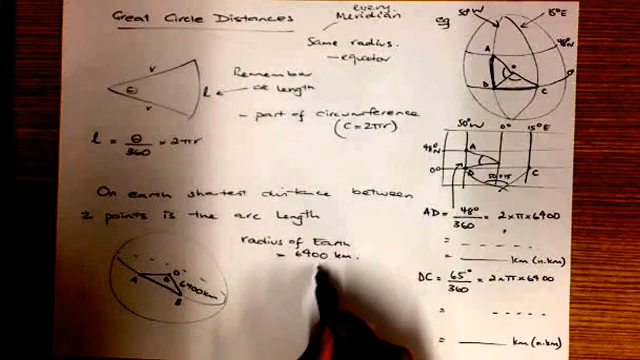 Great Circle Distances
every
Meridian
Same radius.
- equator
r
θ
r
l
Remember
arc length
- part of circumference
(C=2πr)
l = θ/360 × 2πr
On earth shortest distance between
2 points is the arc length
radius of Earth
= 6400 km.
A
O
θ
B
6400km
eg
50°W
15°E
48°N
0°
A
D
C
50°W 0° 15°E
48°N A
0° D 50 15 C
AD = 48°/360 × 2×π×6400
= - - - - - -
= ______ km (n.km)
DC = 65°/360 × 2×π×6400
= - - - - -
= ______ km (n.km)